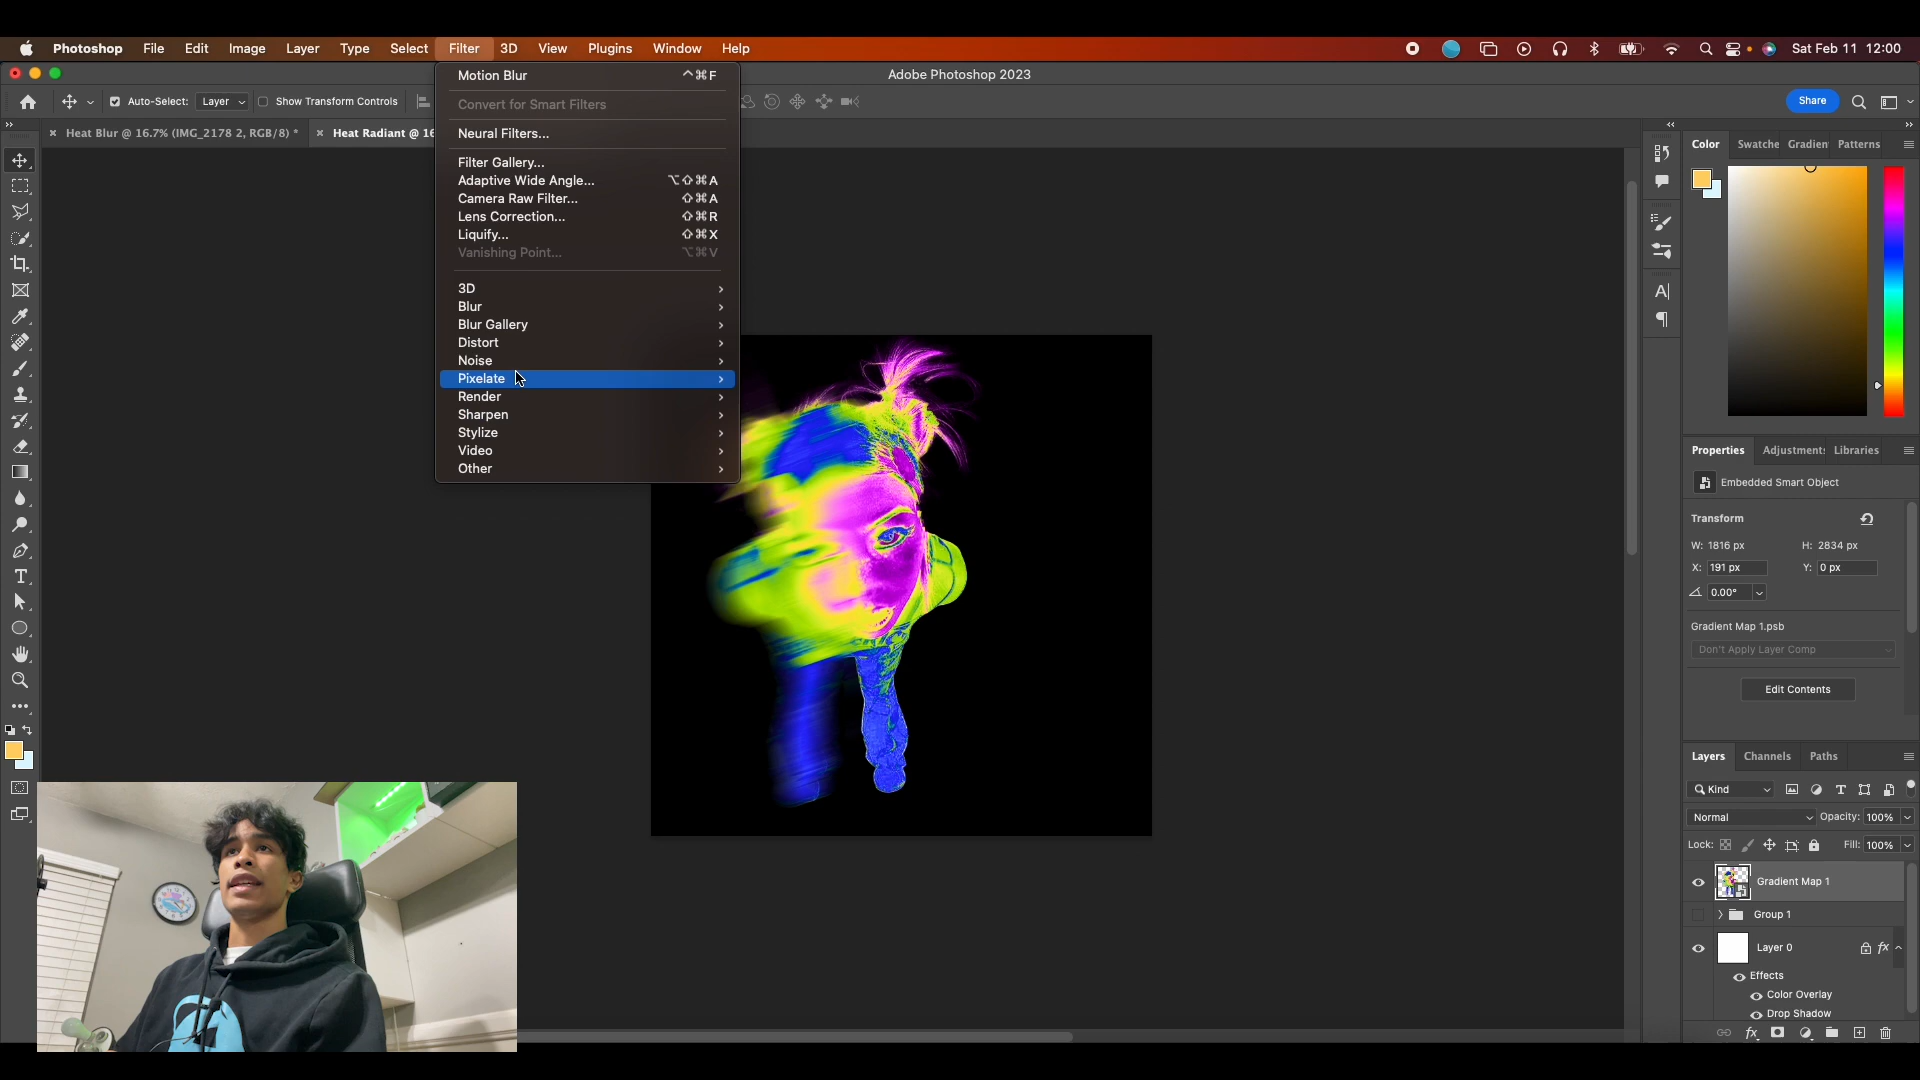 Photoshop File Edit Image Layer Type Select Filter 3D View Plugins Window Help Sat Feb 11 12:00
Adobe Photoshop 2023
Auto-Select: Layer Show Transform Controls Share
Heat Blur @ 16.7% (IMG_2178 2, RGB/8) * Heat Radiant @ 16
Motion Blur ^⌘F
Convert for Smart Filters
Neural Filters...
Filter Gallery...
Adaptive Wide Angle... ⌥⇧⌘A
Camera Raw Filter... ⇧⌘A
Lens Correction... ⇧⌘R
Liquify... ⇧⌘X
Vanishing Point... ⌥⌘V
3D
Blur
Blur Gallery
Distort
Noise
Pixelate
Render
Sharpen
Stylize
Video
Other
Color Swatche Gradien Patterns
Properties Adjustment Libraries
Embedded Smart Object
Transform
W: 1816 px H: 2834 px
X: 191 px Y: 0 px
0.00°
Gradient Map 1.psb
Don't Apply Layer Comp
Edit Contents
Layers Channels Paths
Kind
Normal Opacity: 100%
Lock: Fill: 100%
Gradient Map 1
Group 1
Layer 0 fx
Effects
Color Overlay
Drop Shadow
fx